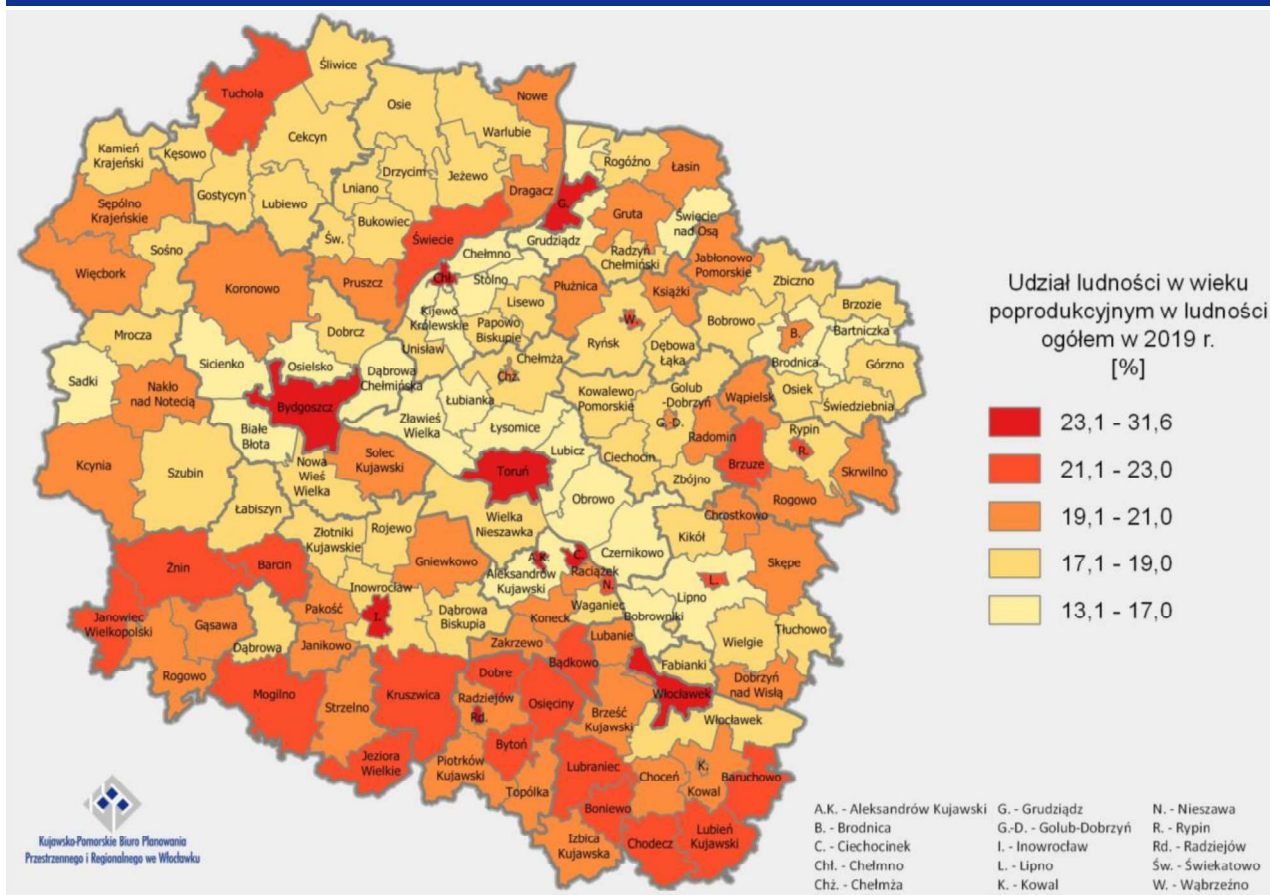 Śliwice
Tuchola
Osie
Nowe
Cekcyn
Warlubie
Kamień
Krajeński
Kęsowo
Rogóźno
Łasin
Drzycim
Jeżewo
Gostycyn
Lniano
Dragacz
G.
Sępólno
Krajeńskie
Lubiewo
Bukowiec
Gruta
Świecie
nad Osą
Sośno
Św.
Świecie
Grudziądz
Radzyń
Chełmiński
Chełmno
Więcbork
Jabłonowo
Pomorskie
Koronowo
Pruszcz
Chł.
Stolno
Płużnica
Książki
Zbiczno
Brzozie
Lisewo
Kijewo
Królewskie
Papowo
Biskupie
W.
Bobrowo
Bartniczka
Mrocza
Dobrcz
B.
Unisław
Ryńsk
Dębowa
Łąka
Sicienko
Osielsko
Dąbrowa
Chełmińska
Chełmża
Brodnica
Górzno
Sadki
Chż.
Nakło
nad Notecią
Kowalewo
Pomorskie
Golub
-Dobrzyń
Wąpielsk
Osiek
Świedziebnia
Bydgoszcz
Łubianka
Zławieś
Wielka
Łysomice
G.-D.
Radomin
Rypin
Białe
Błota
Lubicz
R.
Kcynia
Szubin
Nowa
Wieś
Wielka
Solec
Kujawski
Toruń
Ciechocin
Brzuze
Skrwilno
Zbójno
Obrowo
Rogowo
Łabiszyn
Wielka
Nieszawka
Chrostkowo
Złotniki
Kujawskie
Rojewo
Kikół
Czernikowo
Gniewkowo
Skępe
Żnin
Barcin
A.K.
C.
Aleksandrów
Kujawski
Raciążek
N.
L.
Inowrocław
Lipno
Janowiec
Wielkopolski
Gąsawa
Pakość
I.
Dąbrowa
Biskupia
Waganiec
Bobrowniki
Koneck
Tłuchowo
Wielgie
Dąbrowa
Janikowo
Zakrzewo
Lubanie
Bądkowo
Fabianki
Rogowo
Dobre
Dobrzyń
nad Wisłą
Mogilno
Strzelno
Kruszwica
Radziejów
Osięciny
Włocławek
Rd.
Brześć
Kujawski
Włocławek
Bytoń
Jeziora
Wielkie
Piotrków
Kujawski
Lubraniec
Choceń
K.
Kowal
Baruchowo
Topólka
Boniewo
Izbica
Kujawska
Chodecz
Lubień
Kujawski
Udział ludności w wieku
poprodukcyjnym w ludności
ogółem w 2019 r.
[%]
23,1 - 31,6
21,1 - 23,0
19,1 - 21,0
17,1 - 19,0
13,1 - 17,0
Kujawsko-Pomorskie Biuro Planowania
Przestrzennego i Regionalnego we Włocławku
A.K. - Aleksandrów Kujawski
B. - Brodnica
C. - Ciechocinek
Chł. - Chełmno
Chż. - Chełmża
G. - Grudziądz
G.-D. - Golub-Dobrzyń
I. - Inowrocław
L. - Lipno
K. - Kowal
N. - Nieszawa
R. - Rypin
Rd. - Radziejów
Św. - Świekatowo
W. - Wąbrzeźno